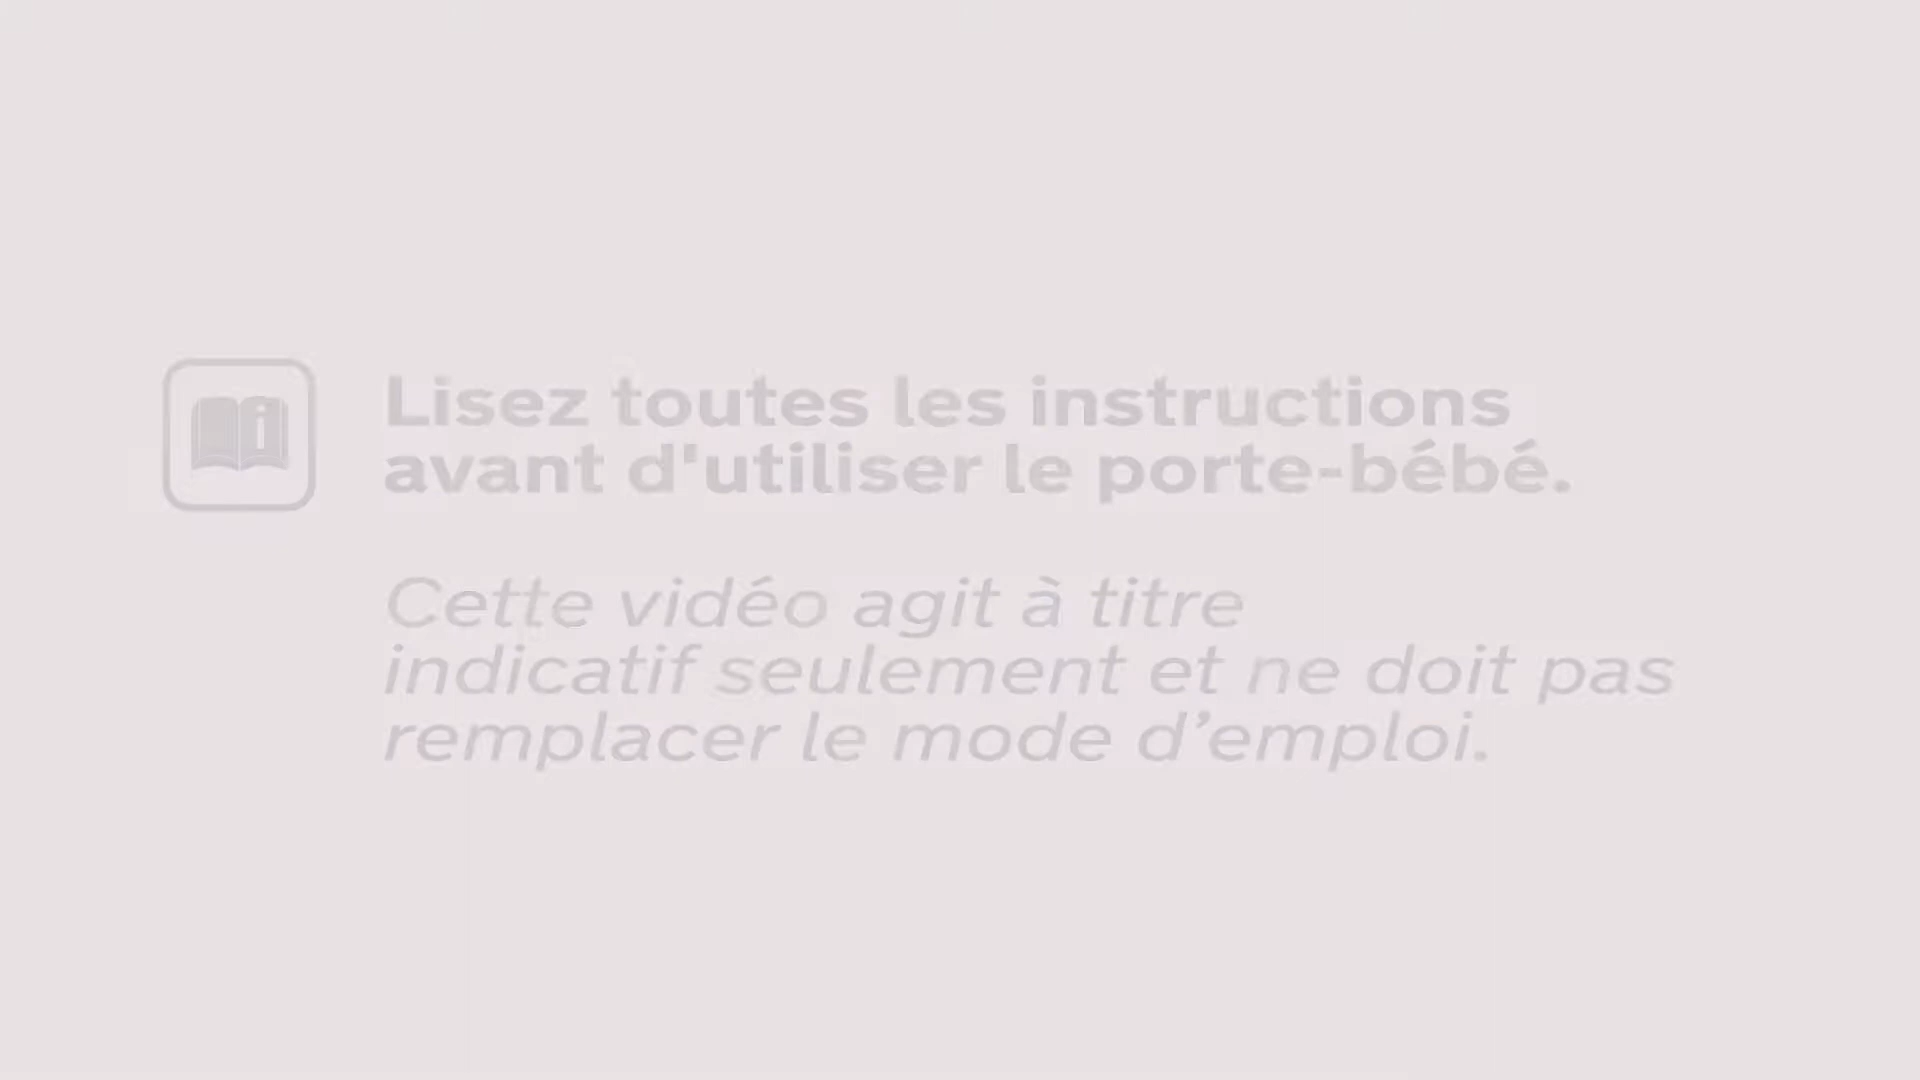 Lisez toutes les instructions
avant d'utiliser le porte-bébé.
Cette vidéo agit à titre
indicatif seulement et ne doit pas
remplacer le mode d’emploi.